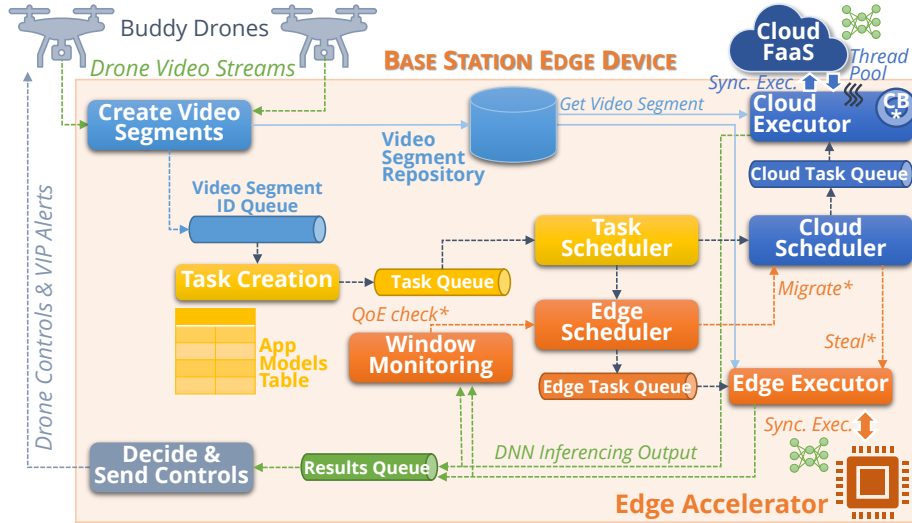 Buddy Drones
Drone Video Streams
BASE STATION EDGE DEVICE
Cloud
FaaS
Thread
Pool
Sync. Exec.
Create Video
Segments
Get Video Segment
Cloud
Executor
CB
*
Video
Segment
Repository
Cloud Task Queue
Video Segment
ID Queue
Task
Scheduler
Cloud
Scheduler
Task Creation
Task Queue
Migrate*
QoE check*
Edge
Scheduler
Steal*
App
Models
Table
Window
Monitoring
Edge Task Queue
Edge Executor
Drone Controls & VIP Alerts
Sync. Exec.
Decide &
Send Controls
Results Queue
DNN Inferencing Output
Edge Accelerator